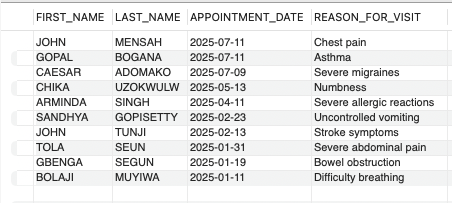 FIRST_NAME LAST_NAME APPOINTMENT_DATE REASON_FOR_VISIT
JOHN MENSAH 2025-07-11 Chest pain
GOPAL BOGANA 2025-07-11 Asthma
CAESAR ADOMAKO 2025-07-09 Severe migraines
CHIKA UZOKWULW 2025-05-13 Numbness
ARMINDA SINGH 2025-04-11 Severe allergic reactions
SANDHYA GOPISETTY 2025-02-23 Uncontrolled vomiting
JOHN TUNJI 2025-02-13 Stroke symptoms
TOLA SEUN 2025-01-31 Severe abdominal pain
GBENGA SEGUN 2025-01-19 Bowel obstruction
BOLAJI MUYIWA 2025-01-11 Difficulty breathing